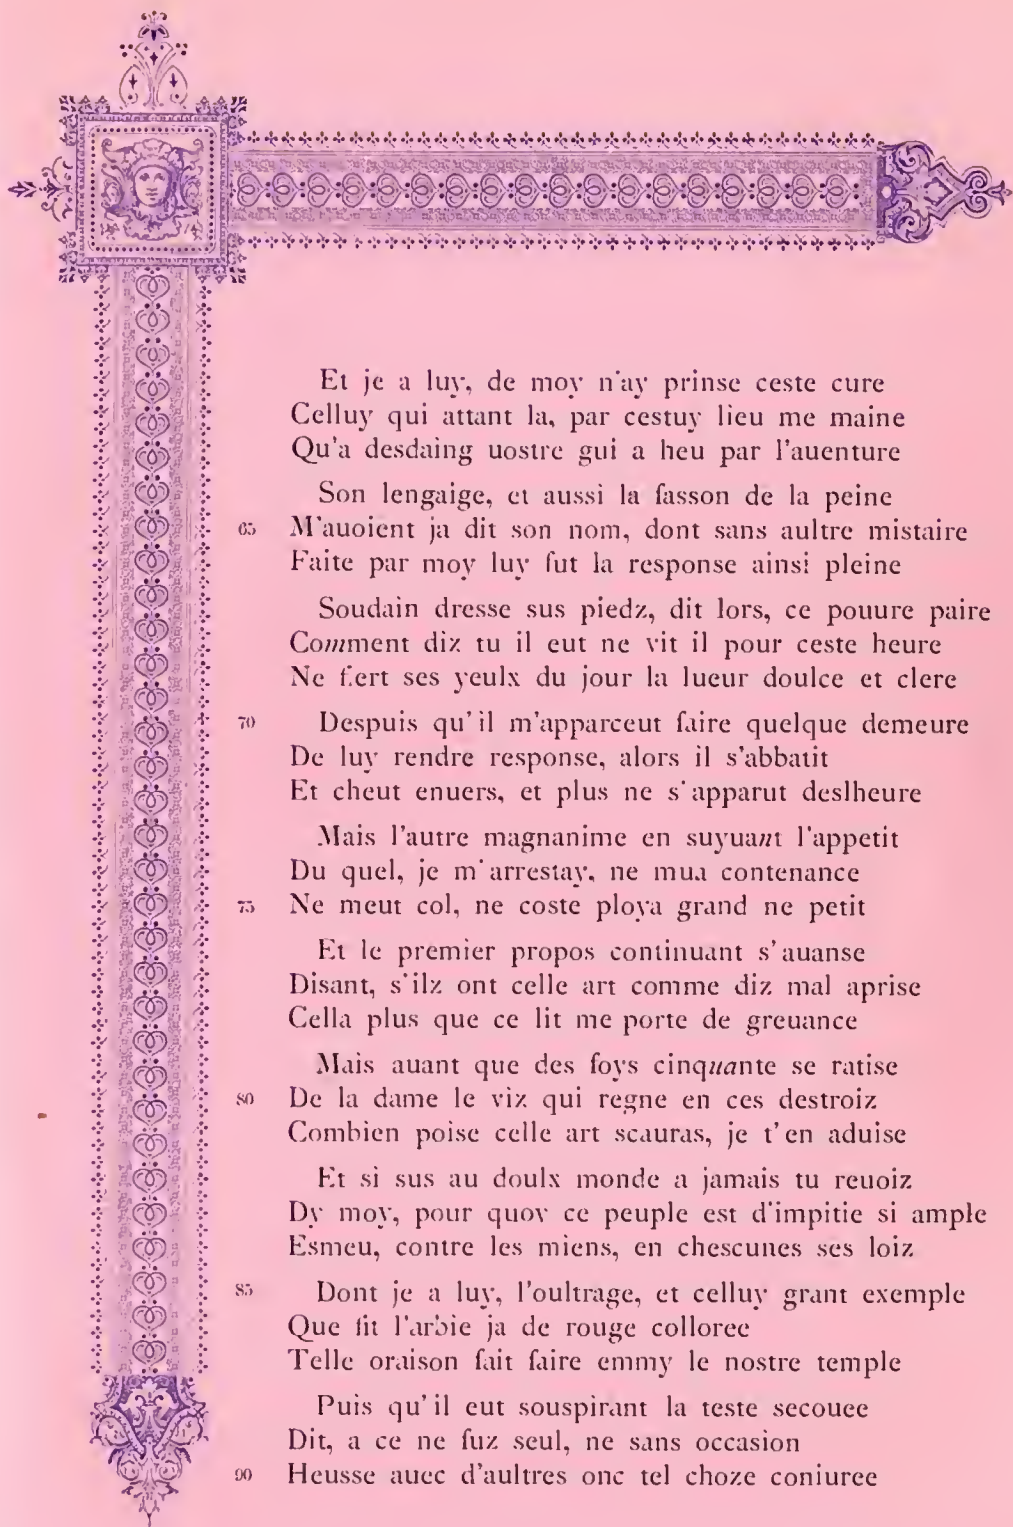 Et je a luy, de moy n'ay prinse ceste cure
Celluy qui attant la, par cestuy lieu me maine
Qu'a desdaing uostre gui a heu par l'auenture
Son lengaige, et aussi la fasson de la peine
65 M'auoient ja dit son nom, dont sans aultre mistaire
Faite par moy luy fut la response ainsi pleine
Soudain dresse sus piedz, dit lors, ce pouure paire
Comment diz tu il eut ne vit il pour ceste heure
Ne fiert ses yeulx du jour la lueur doulce et clere
70 Despuis qu'il m'apparceut faire quelque demeure
De luy rendre response, alors il s'abbatit
Et cheut enuers, et plus ne s'apparut deslheure
Mais l'autre magnanime en suyuant l'appetit
Du quel, je m'arrestay, ne mua contenance
75 Ne meut col, ne coste ploya grand ne petit
Et le premier propos continuant s'auanse
Disant, s'ilz ont celle art comme diz mal aprise
Cella plus que ce lit me porte de greuance
Mais auant que des foys cinquante se ratise
80 De la dame le viz qui regne en ces destroiz
Combien poise celle art scauras, je t'en aduise
Et si sus au doulx monde a jamais tu reuoiz
Dy moy, pour quoy ce peuple est d'impitie si ample
Esmeu, contre les miens, en chescunes ses loiz
85 Dont je a luy, l'oultrage, et celluy grant exemple
Que fit l'arbie ja de rouge colloree
Telle oraison fait faire emmy le nostre temple
Puis qu'il eut souspirant la teste secouee
Dit, a ce ne fuz seul, ne sans occasion
90 Heusse auec d'aultres onc tel choze coniuree